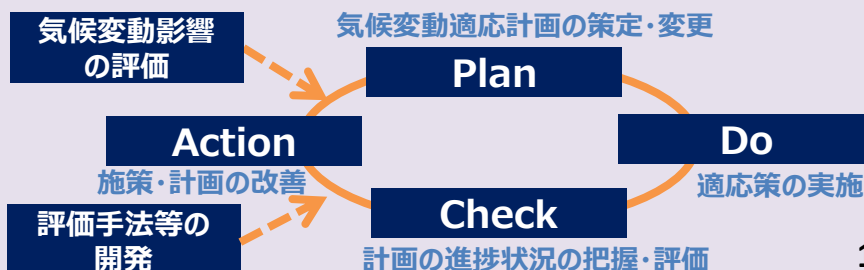 気候変動影響
の評価
気候変動適応計画の策定・変更
Plan
Action
施策・計画の改善
Do
適応策の実施
評価手法等の
開発
Check
計画の進捗状況の把握・評価